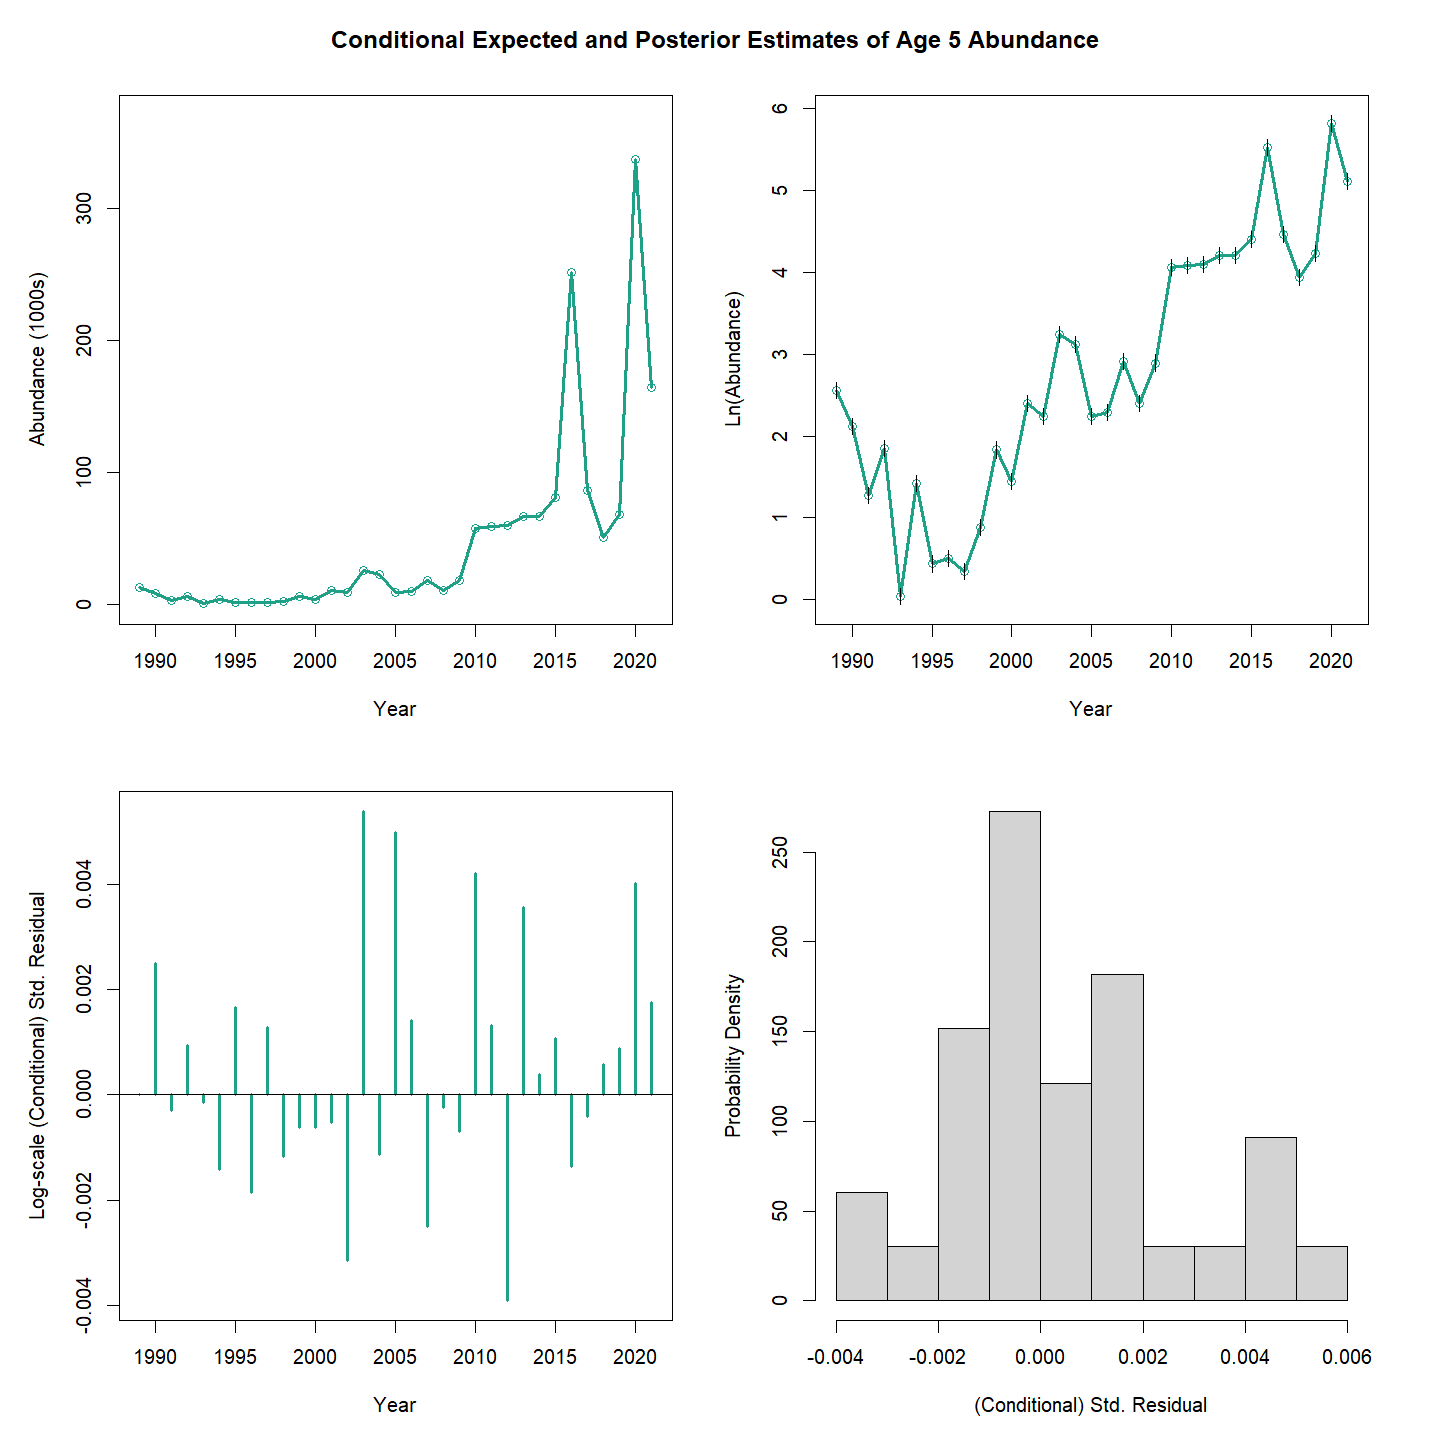 Conditional Expected and Posterior Estimates of Age 5 Abundance
Abundance (1000s)
0
100
200
300
1990 1995 2000 2005 2010 2015 2020
Year
Ln(Abundance)
0
1
2
3
4
5
6
1990 1995 2000 2005 2010 2015 2020
Year
Log-scale (Conditional) Std. Residual
-0.004
-0.002
0.000
0.002
0.004
1990 1995 2000 2005 2010 2015 2020
Year
Probability Density
0
50
100
150
200
250
-0.004 -0.002 0.000 0.002 0.004 0.006
(Conditional) Std. Residual